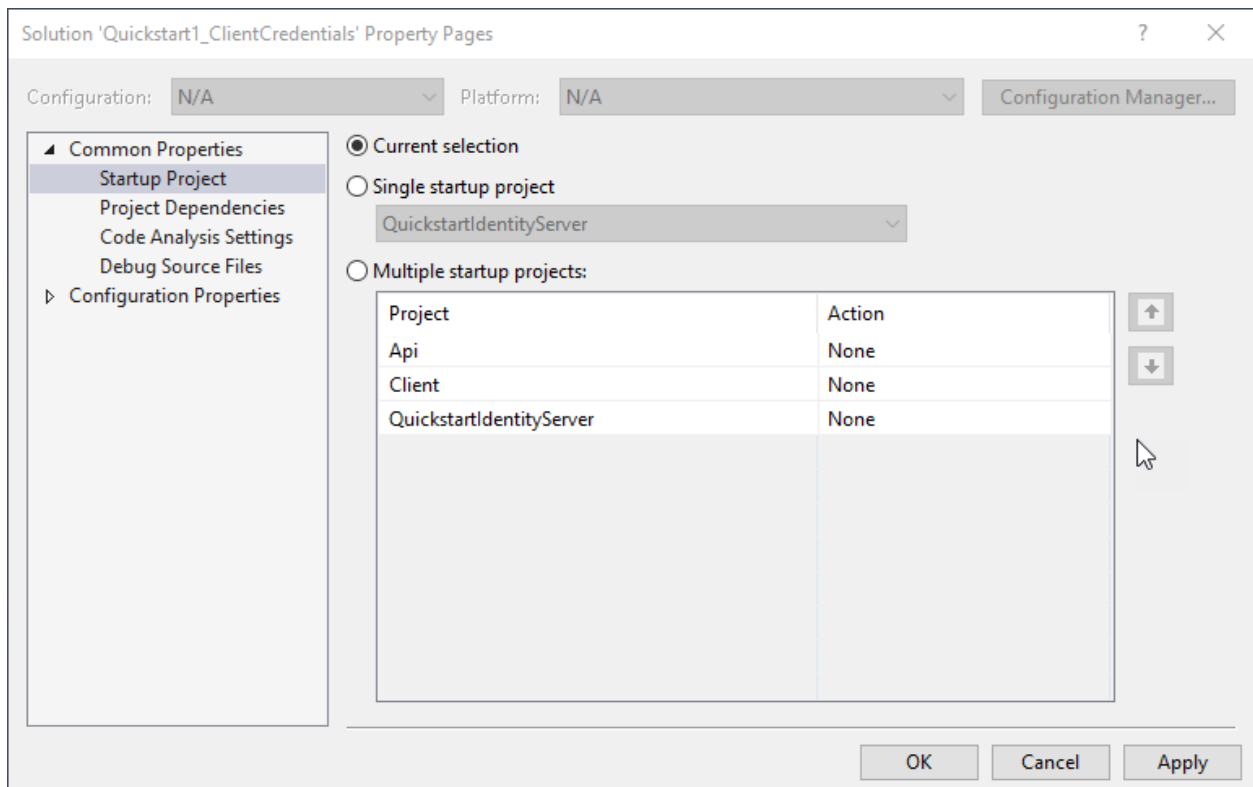 Solution 'Quickstart1_ClientCredentials' Property Pages
?
Configuration: N/A Platform: N/A Configuration Manager...
Common Properties
Startup Project
Project Dependencies
Code Analysis Settings
Debug Source Files
Configuration Properties
Current selection
Single startup project
QuickstartIdentityServer
Multiple startup projects:
Project Action
Api None
Client None
QuickstartIdentityServer None
OK Cancel Apply